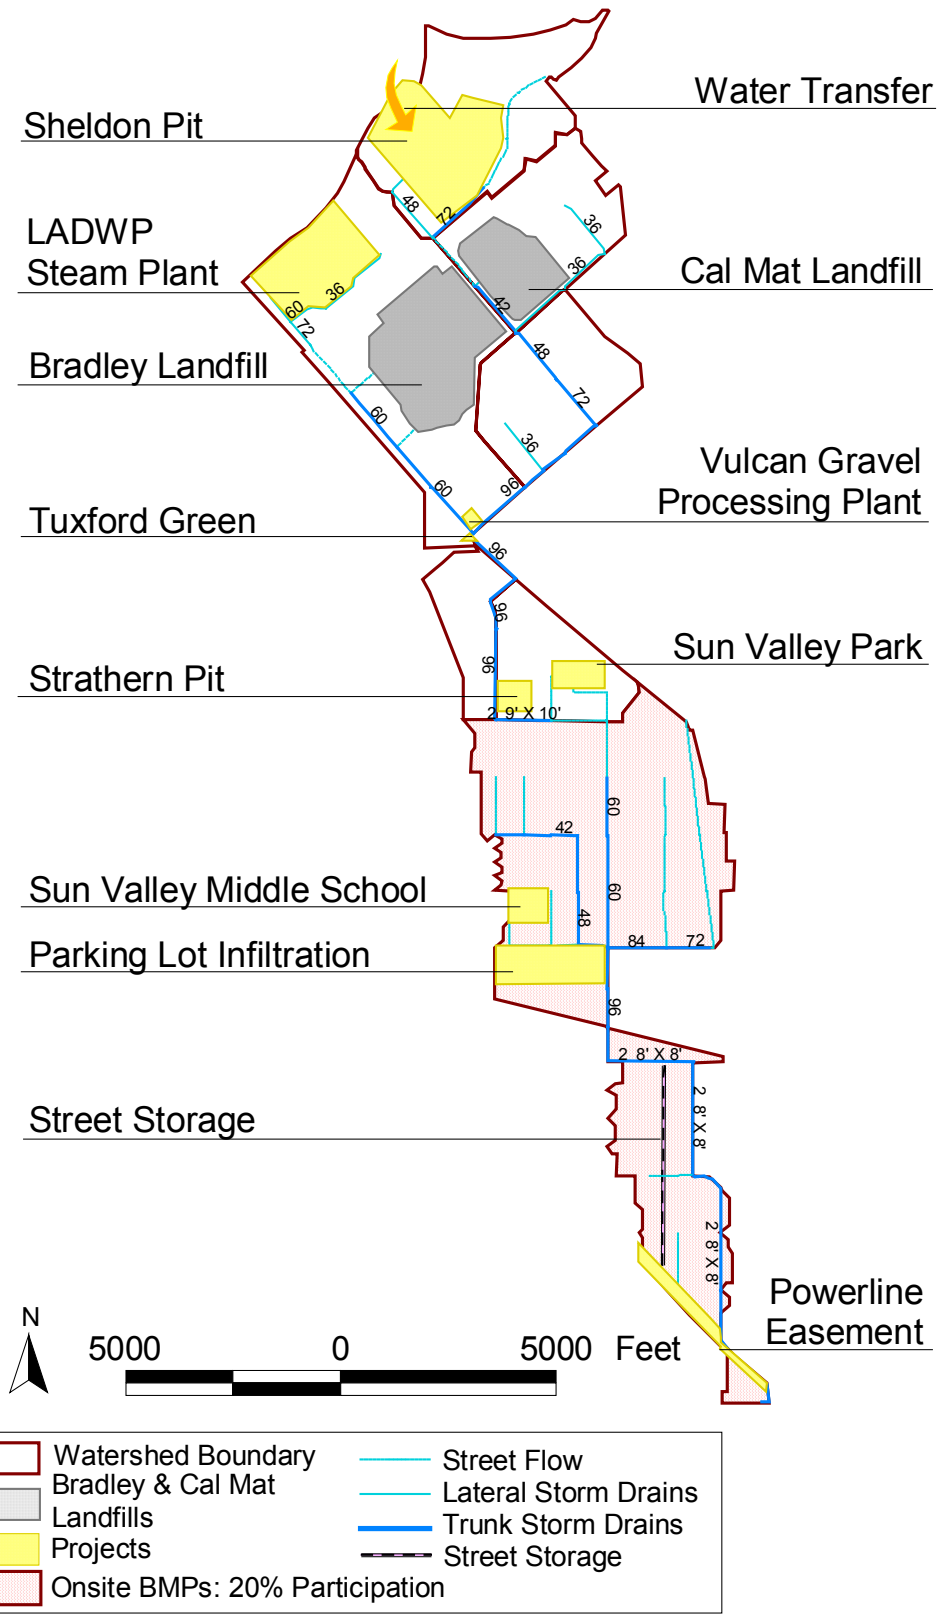 Water Transfer
Sheldon Pit
48
72
36
LADWP
Steam Plant
36
36
60
72
Cal Mat Landfill
42
48
Bradley Landfill
72
60
36
Vulcan Gravel
Processing Plant
60
96
Tuxford Green
96
96
Sun Valley Park
96
Strathern Pit
2 9' X 10'
60
42
Sun Valley Middle School
60
48
Parking Lot Infiltration
84
72
96
2 8' X 8'
Street Storage
2 8' X 8'
2 8' X 8'
Powerline
Easement
N
5000 0 5000 Feet
Watershed Boundary
Bradley & Cal Mat
Landfills
Projects
Onsite BMPs: 20% Participation
Street Flow
Lateral Storm Drains
Trunk Storm Drains
Street Storage